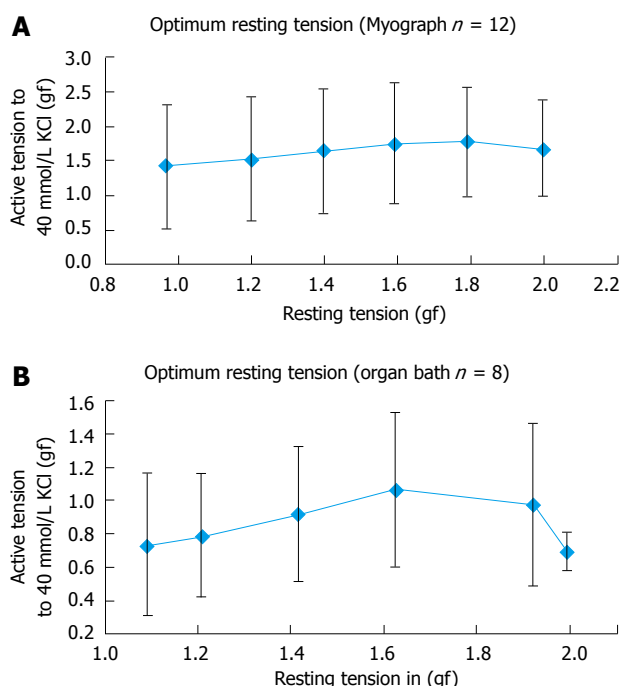 A
Optimum resting tension (Myograph n = 12)
Active tension to
40 mmol/L KCl (gf)
3.0
2.5
2.0
1.5
1.0
0.5
0.0
0.8 1.0 1.2 1.4 1.6 1.8 2.0 2.2
Resting tension (gf)
B
Optimum resting tension (organ bath n = 8)
Active tension
to 40 mmol/L KCl (gf)
1.6
1.4
1.2
1.0
0.8
0.6
0.4
0.2
1.0 1.2 1.4 1.6 1.8 2.0
Resting tension in (gf)